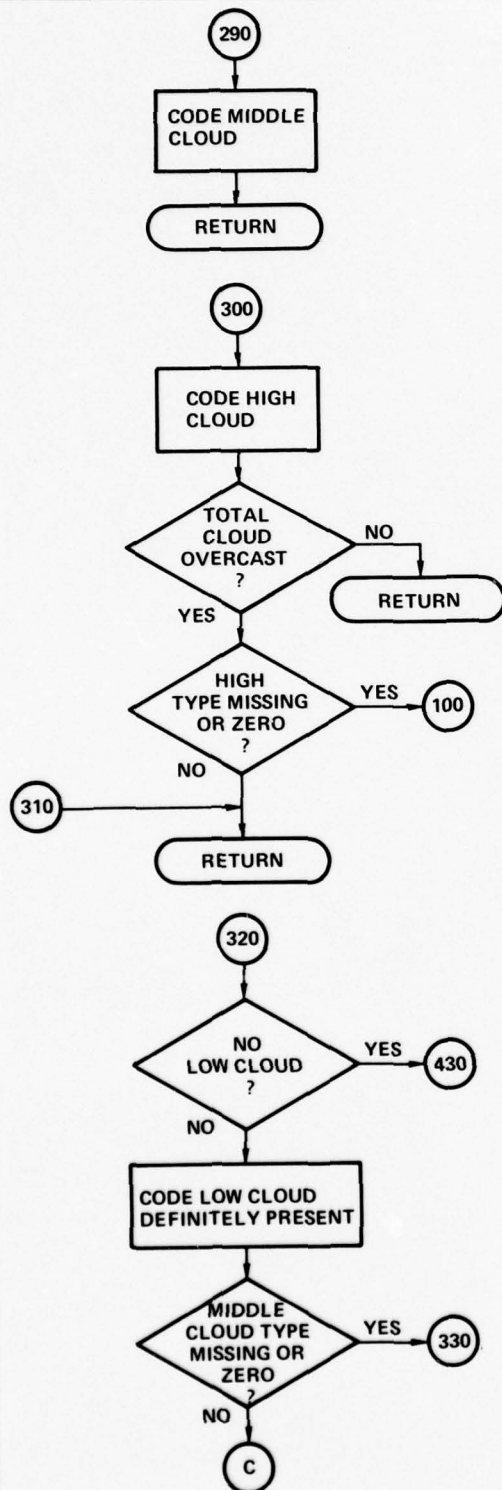 290
CODE MIDDLE
CLOUD
RETURN
300
CODE HIGH
CLOUD
TOTAL
CLOUD
OVERCAST
?
NO
RETURN
YES
HIGH
TYPE MISSING
OR ZERO
?
YES
100
NO
310
RETURN
320
NO
LOW CLOUD
?
YES
430
NO
CODE LOW CLOUD
DEFINITELY PRESENT
MIDDLE
CLOUD TYPE
MISSING OR
ZERO
?
YES
330
NO
C